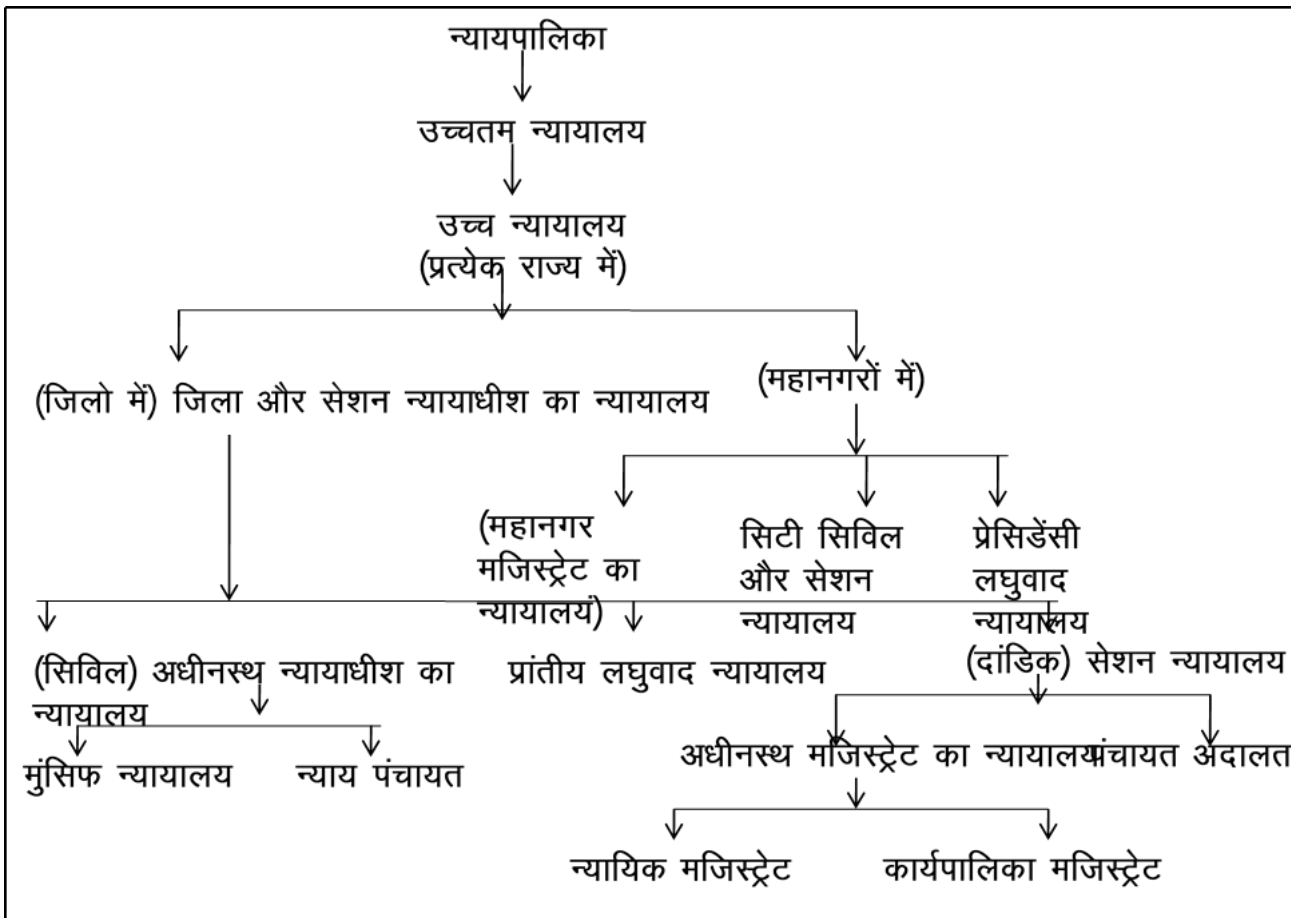 न्यायपालिका
उच्चतम न्यायालय
उच्च न्यायालय
(प्रत्येक राज्य में)
(जिलो में) जिला और सेशन न्यायाधीश का न्यायालय
(महानगरों में)
(महानगर
मजिस्ट्रेट का
न्यायालयं)
सिटी सिविल
और सेशन
न्यायालय
प्रेसिडेंसी
लघुवाद
न्यायालय
(सिविल) अधीनस्थ न्यायाधीश का
न्यायालय
प्रांतीय लघुवाद न्यायालय
(दांडिक) सेशन न्यायालय
मुंसिफ न्यायालय
न्याय पंचायत
अधीनस्थ मजिस्ट्रेट का न्यायालय
पंचायत अदालत
न्यायिक मजिस्ट्रेट
कार्यपालिका मजिस्ट्रेट